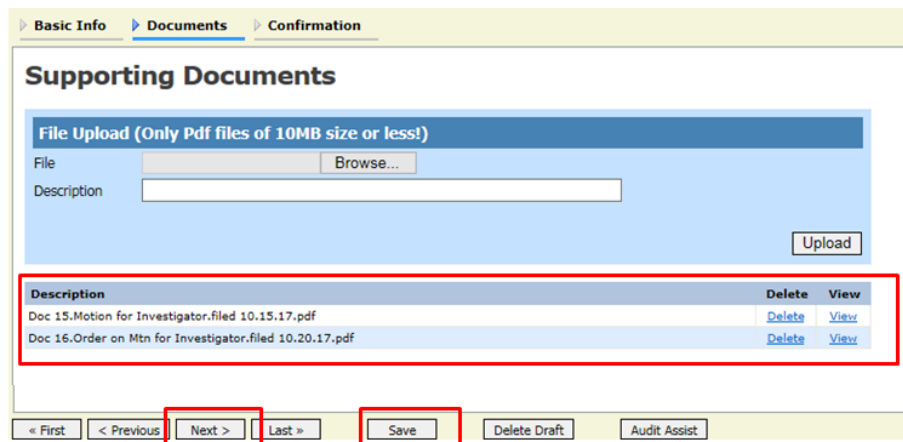 Basic Info Documents Confirmation
Supporting Documents
File Upload (Only Pdf files of 10MB size or less!)
File Browse...
Description
Upload
Description Delete View
Doc 15.Motion for Investigator.filed 10.15.17.pdf Delete View
Doc 16.Order on Mtn for Investigator.filed 10.20.17.pdf Delete View
« First < Previous Next > Last » Save Delete Draft Audit Assist